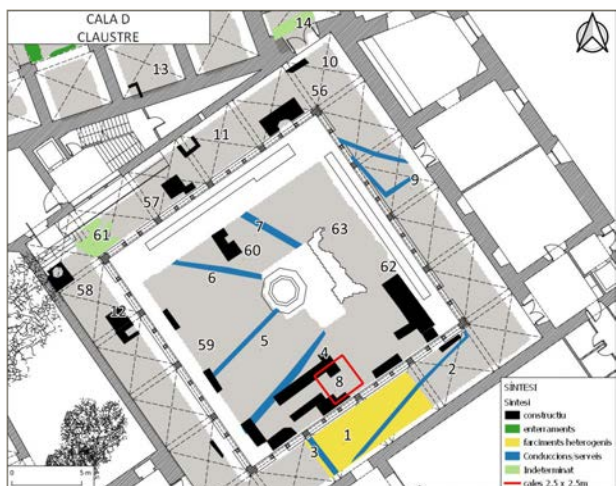 CALA D
CLAUSTRE
14
13
10
56
11
57
9
61
7
63
60
58
6
62
12
59
5
4
8
2
1
3
0
5 m
SÍNTESI
Síntesi
constructiu
enterraments
farciments heterogenis
Conduccions/serveis
Indeterminat
cales 2,5 x 2,5m